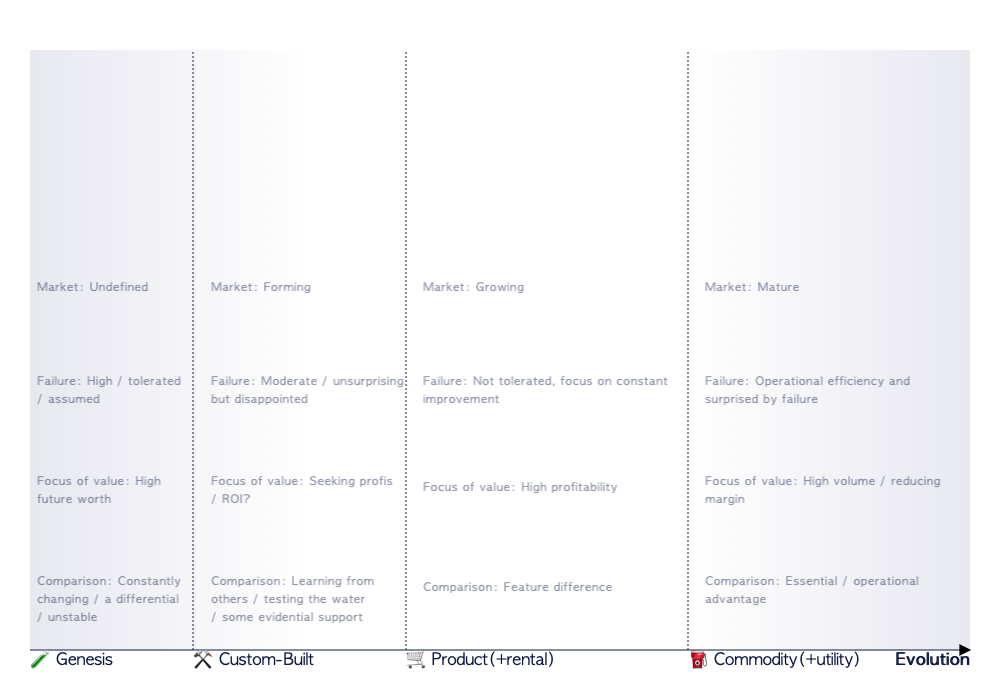 Market: Undefined
Market: Forming
Market: Growing
Market: Mature
Failure: High / tolerated
/ assumed
Failure: Moderate / unsurprising
but disappointed
Failure: Not tolerated, focus on constant
improvement
Failure: Operational efficiency and
surprised by failure
Focus of value: High
future worth
Focus of value: Seeking profis
/ ROI?
Focus of value: High profitability
Focus of value: High volume / reducing
margin
Comparison: Constantly
changing / a differential
/ unstable
Comparison: Learning from
others / testing the water
/ some evidential support
Comparison: Feature difference
Comparison: Essential / operational
advantage
Genesis
Custom-Built
Product(+rental)
Commodity(+utility)
Evolution